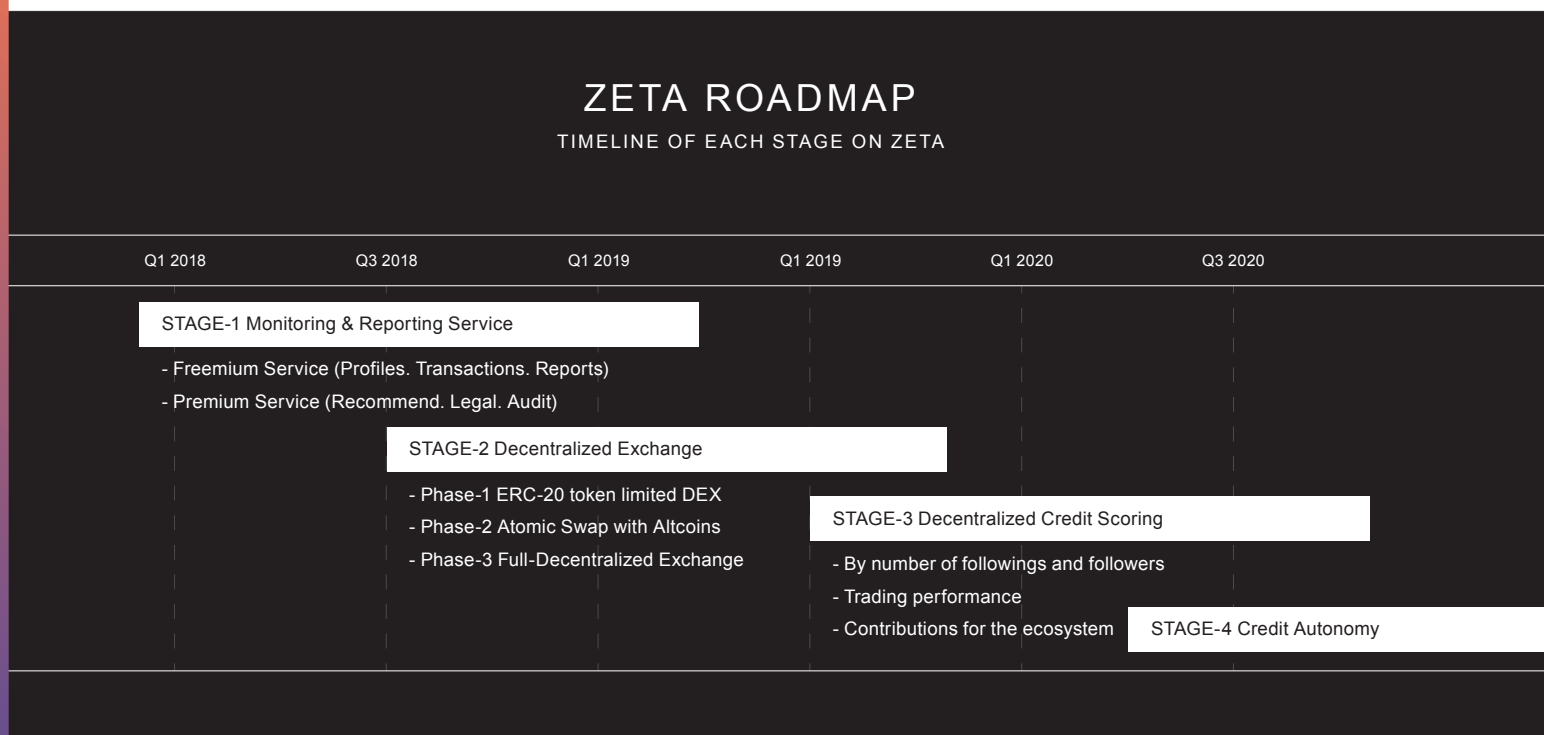 ZETA ROADMAP
TIMELINE OF EACH STAGE ON ZETA
Q1 2018 Q3 2018 Q1 2019 Q1 2019 Q1 2020 Q3 2020
STAGE-1 Monitoring & Reporting Service
- Freemium Service (Profiles. Transactions. Reports)
- Premium Service (Recommend. Legal. Audit)
STAGE-2 Decentralized Exchange
- Phase-1 ERC-20 token limited DEX
- Phase-2 Atomic Swap with Altcoins
- Phase-3 Full-Decentralized Exchange
STAGE-3 Decentralized Credit Scoring
- By number of followings and followers
- Trading performance
- Contributions for the ecosystem
STAGE-4 Credit Autonomy